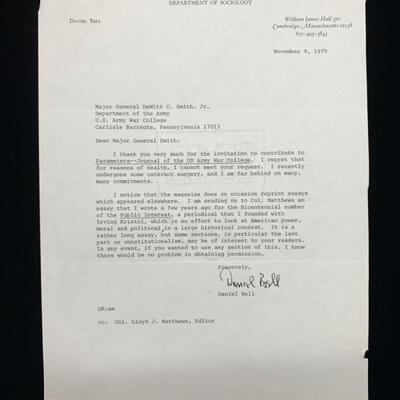 DEPARTMENT OF SOCIOLOGY
DANIEL BELL
William James Hall 370
Cambridge, Massachusetts 02138
617-495-3843
November 9, 1979
Major General DeWitt C. Smith, Jr.
Department of the Army
U.S. Army War College
Carlisle Barracks, Pennsylvania 17013
Dear Major General Smith:
I thank you very much for the invitation to contribute to
Parameters--Journal of the US Army War College. I regret that
for reasons of health, I cannot meet your request. I recently
underwent some cataract surgery, and I am far behind on many,
many commitments.
I notice that the magazine does on occasion reprint essays
which appeared elsewhere. I am sending on to Col. Matthews an
essay that I wrote a few years ago for the Bicentennial number
of the Public Interest, a periodical that I founded with
Irving Kristol, which is an effort to look at American power,
moral and political, in a large historical context. It is a
rather long essay, but some sections, in particular the last
part on constitutionalism, may be of interest to your readers.
In any event, if you wanted to use any section of this, I know
there would be no problem in obtaining permission.
Sincerely,
Daniel Bell
Daniel Bell
DB:am
cc: Col. Lloyd J. Matthews, Editor